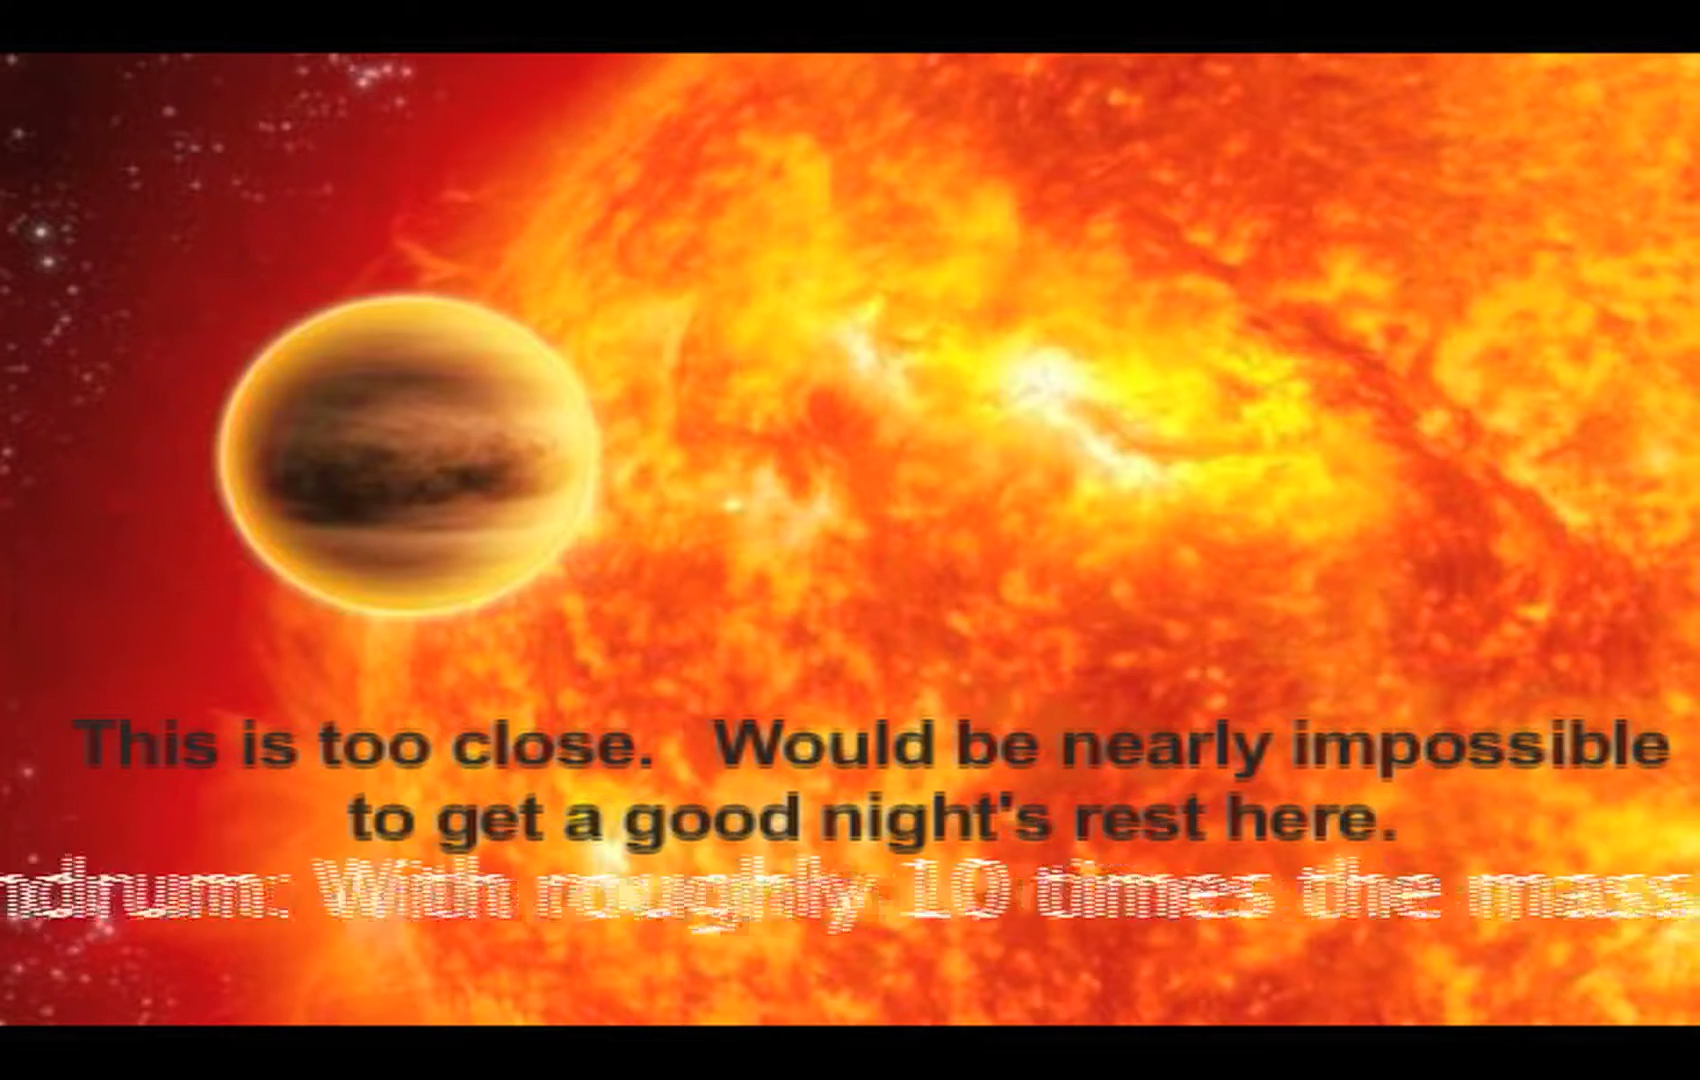 This is too close. Would be nearly impossible
to get a good night's rest here.
ndrum: With roughly 10 times the mass